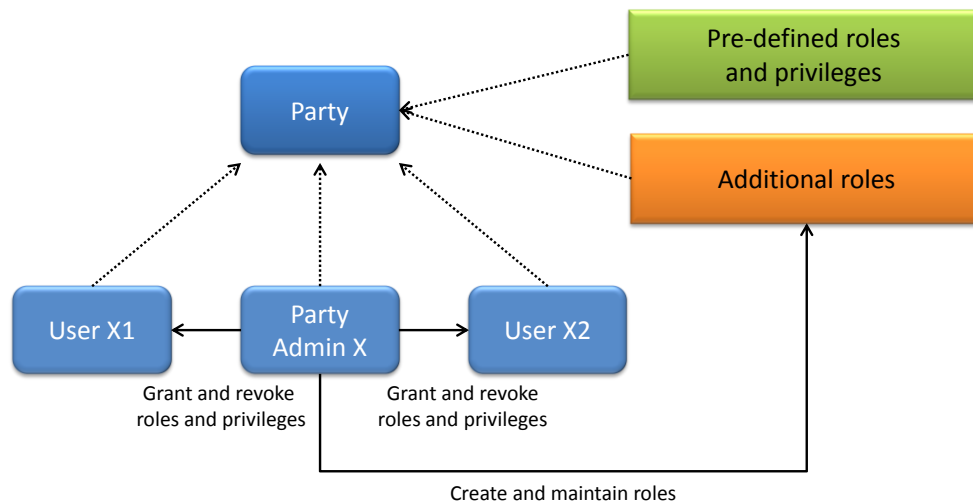 Pre-defined roles
and privileges
Party
Additional roles
User X1
Party
Admin X
User X2
Grant and revoke
roles and privileges
Grant and revoke
roles and privileges
Create and maintain roles